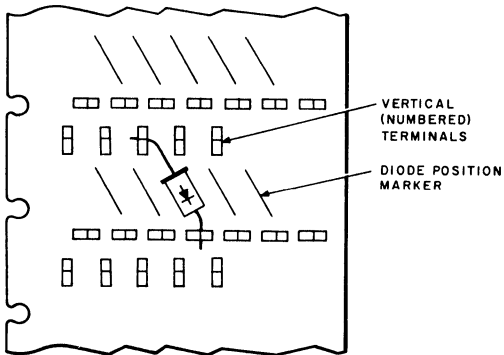 VERTICAL
(NUMBERED)
TERMINALS
DIODE POSITION
MARKER